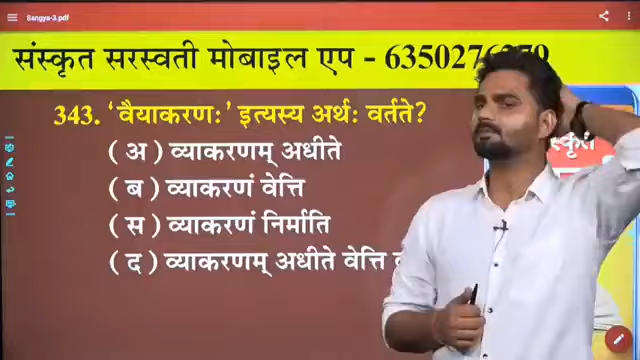 Sangya-3.pdf
संस्कृत सरस्वती मोबाइल एप - 6350276279
343. 'वैयाकरणः' इत्यस्य अर्थः वर्तते?
( अ ) व्याकरणम् अधीते
( ब ) व्याकरणं वेत्ति
( स ) व्याकरणं निर्माति
( द ) व्याकरणम् अधीते वेत्ति